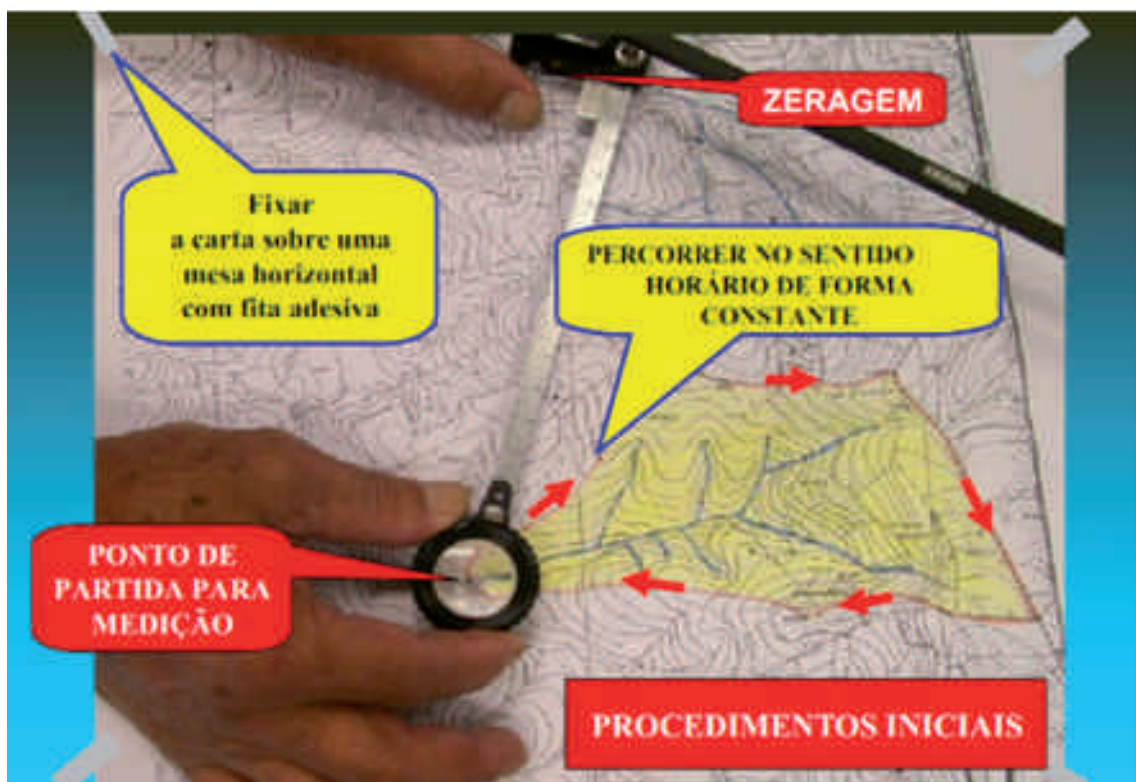 ZERAGEM
Fixar
a carta sobre uma
mesa horizontal
com fita adesiva
PERCORRER NO SENTIDO
HORÁRIO DE FORMA
CONSTANTE
PONTO DE
PARTIDA PARA
MEDIÇÃO
PROCEDIMENTOS INICIAIS